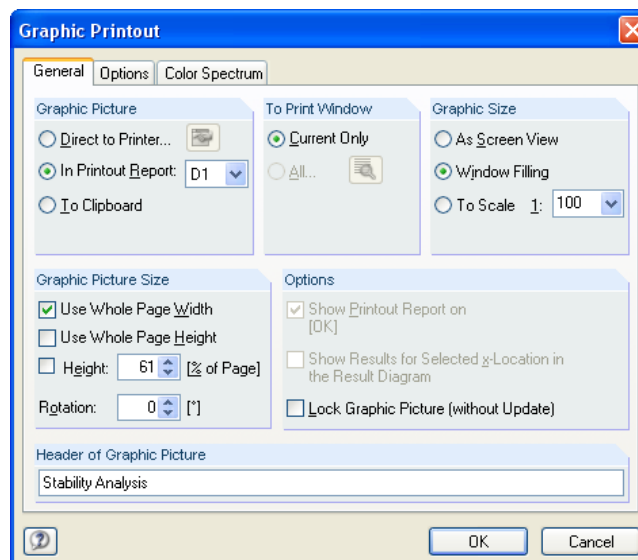 Graphic Printout
General Options Color Spectrum
Graphic Picture
Direct to Printer...
In Printout Report: D1
To Clipboard
To Print Window
Current Only
All...
Graphic Size
As Screen View
Window Filling
To Scale 1: 100
Graphic Picture Size
Use Whole Page Width
Use Whole Page Height
Height: 61 [% of Page]
Rotation: 0 [°]
Options
Show Printout Report on
[OK]
Show Results for Selected x-Location in
the Result Diagram
Lock Graphic Picture (without Update)
Header of Graphic Picture
Stability Analysis
OK Cancel